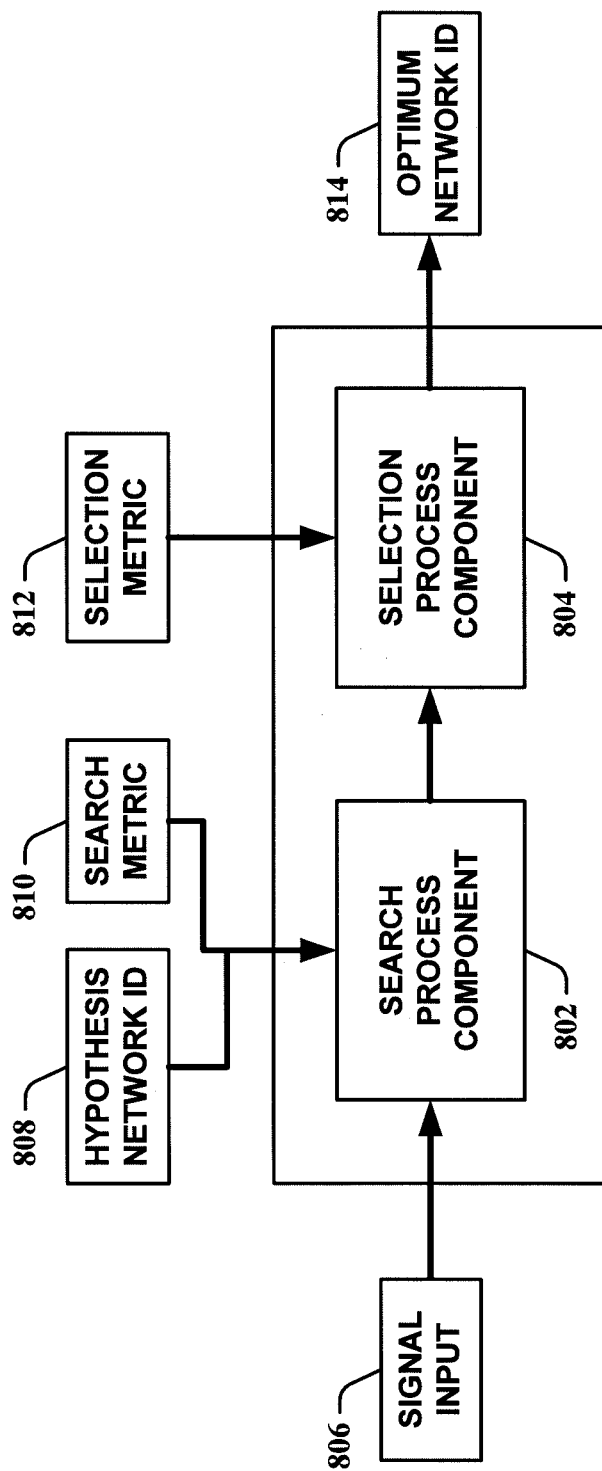 808
HYPOTHESIS
NETWORK ID
810
SEARCH
METRIC
812
SELECTION
METRIC
806
SIGNAL
INPUT
SEARCH
PROCESS
COMPONENT
802
SELECTION
PROCESS
COMPONENT
804
814
OPTIMUM
NETWORK ID